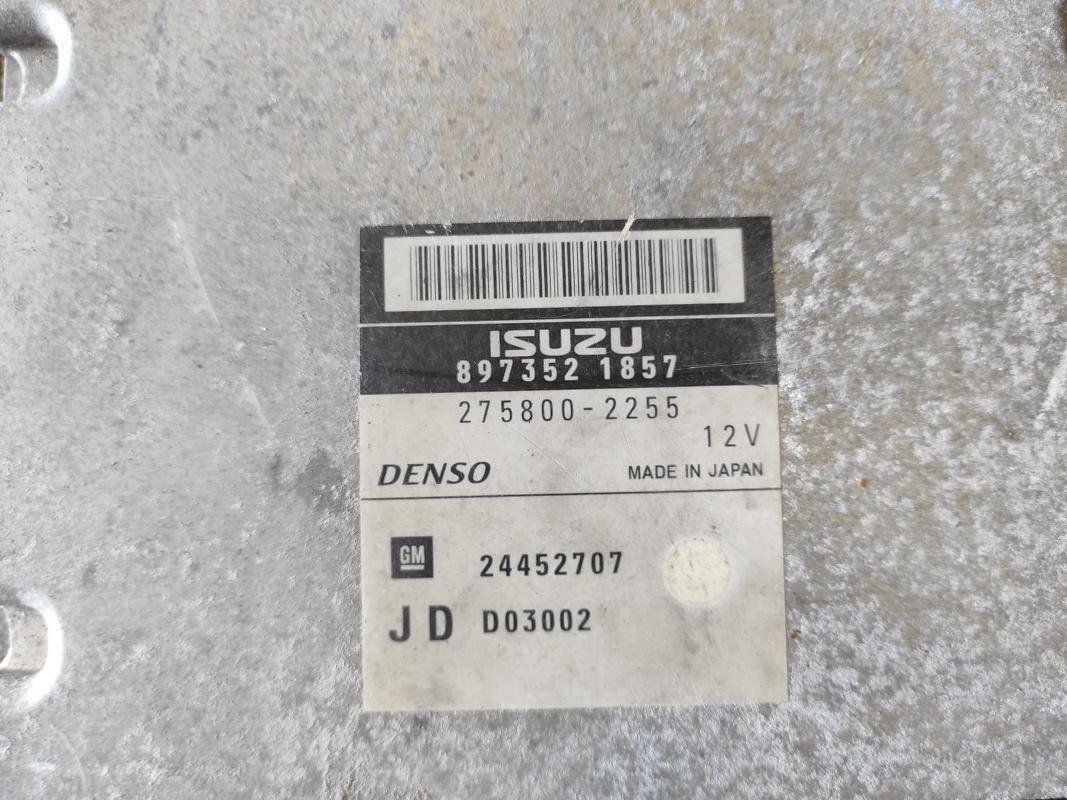 ISUZU
897352 1857
275800-2255
12V
DENSO MADE IN JAPAN
GM 24452707
JD D03002